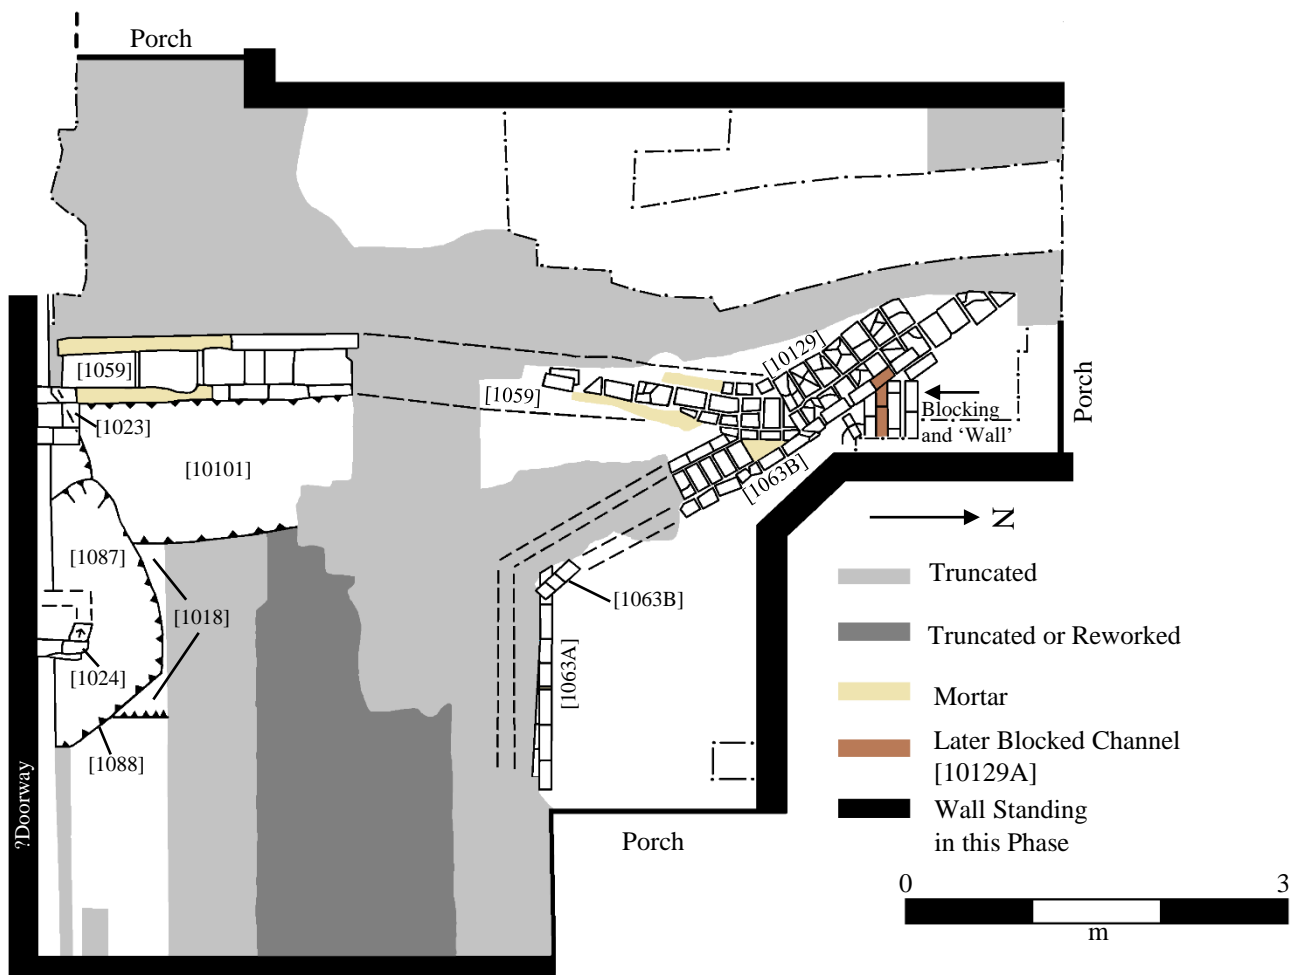 Porch
[10129]
[1059]
[1059]
Porch
Blocking
and ‘Wall’
[1023]
[10101]
[1063B]
N
[1087]
Truncated
[1018]
[1063B]
Truncated or Reworked
[1063A]
[1024]
Mortar
Later Blocked Channel
[10129A]
[1088]
?Doorway
Wall Standing
in this Phase
Porch
0 3
m